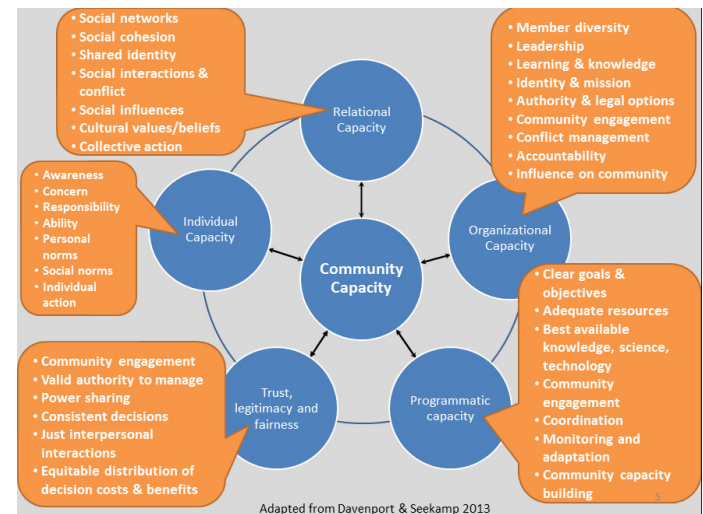 • Social networks
• Social cohesion
• Shared identity
• Social interactions &
conflict
• Social influences
• Cultural values/beliefs
• Collective action
• Member diversity
• Leadership
• Learning & knowledge
• Identity & mission
• Authority & legal options
• Community engagement
• Conflict management
• Accountability
• Influence on community
Relational
Capacity
• Awareness
• Concern
• Responsibility
• Ability
• Personal
norms
• Social norms
• Individual
action
Individual
Capacity
Organizational
Capacity
Community
Capacity
• Clear goals &
objectives
• Adequate resources
• Best available
knowledge, science,
technology
• Community
engagement
• Coordination
• Monitoring and
adaptation
• Community capacity
building
• Community engagement
• Valid authority to manage
• Power sharing
• Consistent decisions
• Just interpersonal
interactions
• Equitable distribution of
decision costs & benefits
Trust,
legitimacy and
fairness
Programmatic
capacity
5
Adapted from Davenport & Seekamp 2013